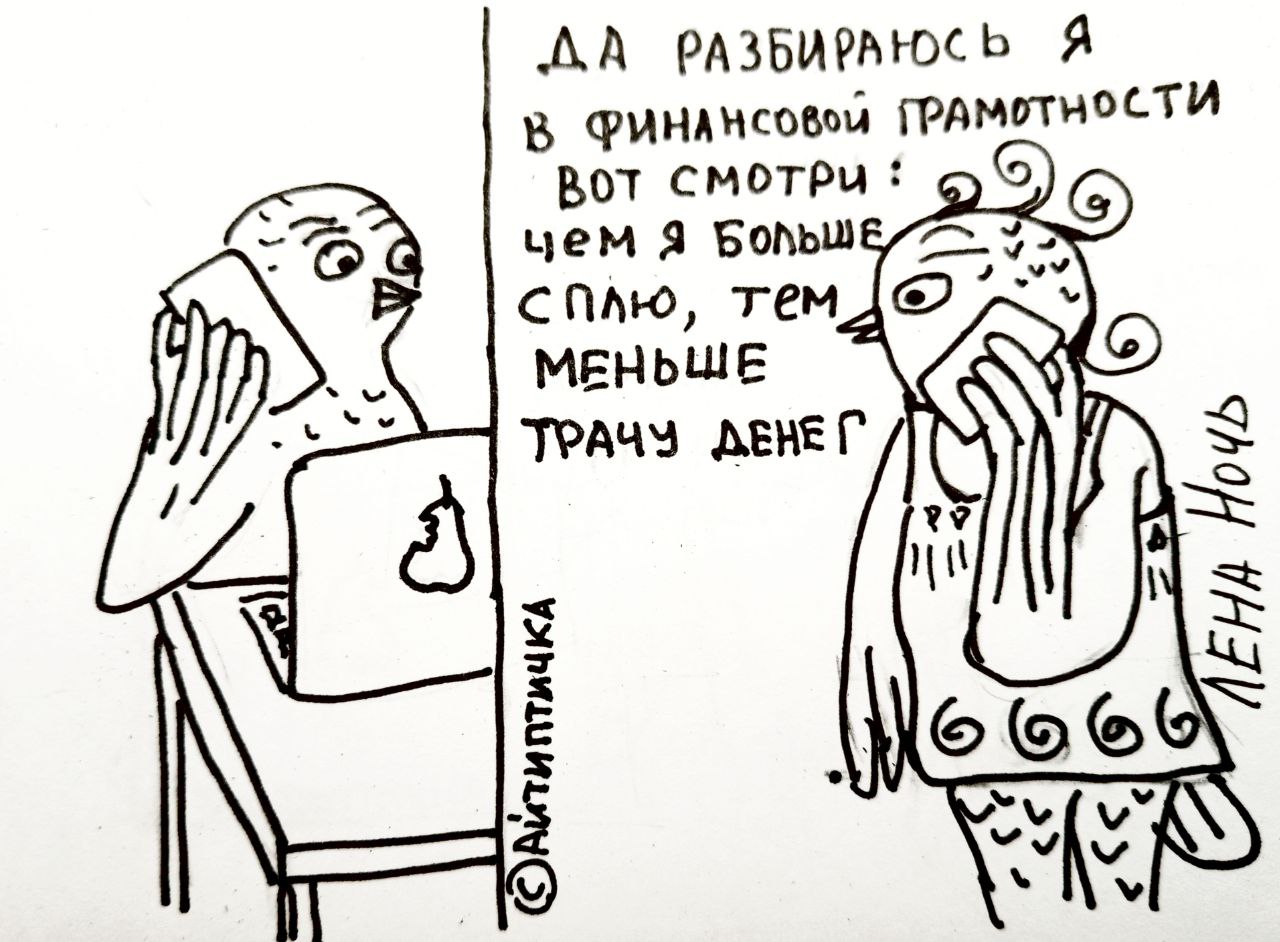 ДА РАЗБИРАЮСЬ Я
В ФИНАНСОВОЙ ГРАМОТНОСТИ
ВОТ СМОТРИ:
чем я БОЛЬШЕ
СПЛЮ, тем
МЕНЬШЕ
ТРАЧУ ДЕНЕГ
©АЙТИПТИЧКА
ЛЕНА НОЧЬ